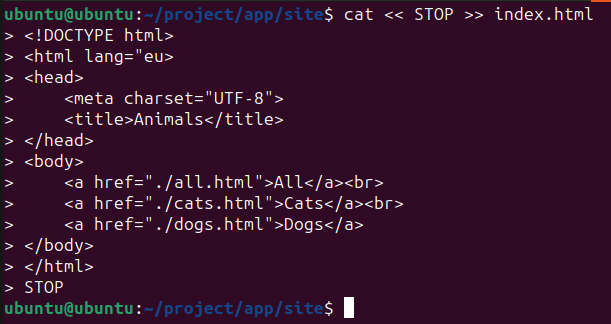 ubuntu@ubuntu:~/project/app/site$ cat << STOP >> index.html
> <!DOCTYPE html>
> <html lang="eu>
> <head>
>     <meta charset="UTF-8">
>     <title>Animals</title>
> </head>
> <body>
>     <a href="./all.html">All</a><br>
>     <a href="./cats.html">Cats</a><br>
>     <a href="./dogs.html">Dogs</a>
> </body>
> </html>
> STOP
ubuntu@ubuntu:~/project/app/site$